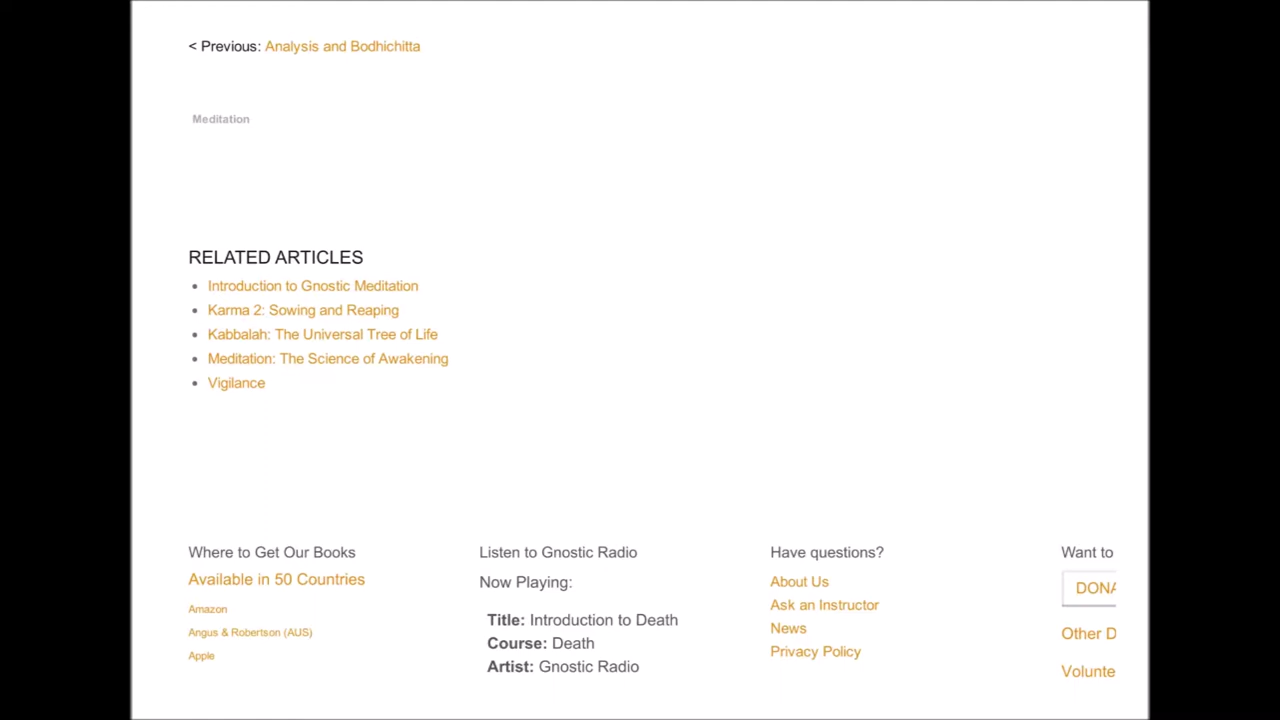 < Previous: Analysis and Bodhichitta
Meditation
RELATED ARTICLES
Introduction to Gnostic Meditation
Karma 2: Sowing and Reaping
Kabbalah: The Universal Tree of Life
Meditation: The Science of Awakening
Vigilance
Where to Get Our Books
Available in 50 Countries
Amazon
Angus & Robertson (AUS)
Apple
Listen to Gnostic Radio
Now Playing:
Title: Introduction to Death
Course: Death
Artist: Gnostic Radio
Have questions?
About Us
Ask an Instructor
News
Privacy Policy
Want to
DONA
Other D
Volunte